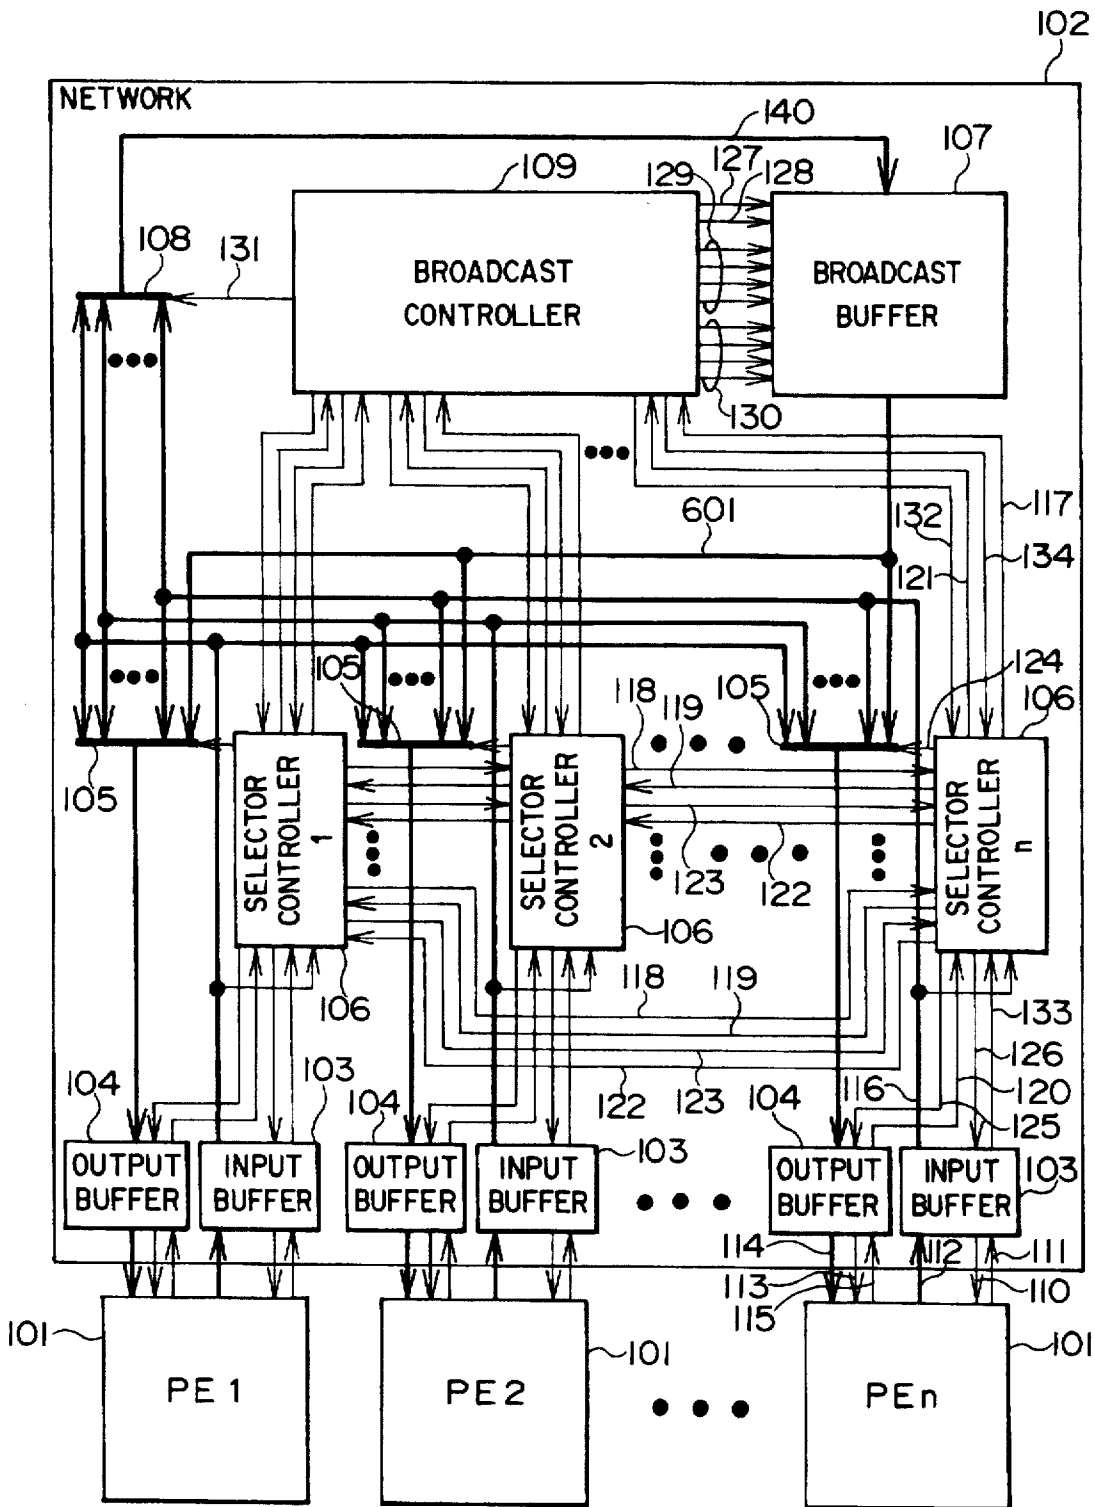 102
NETWORK
140
107
109
127
129
128
108
131
BROADCAST
CONTROLLER
BROADCAST
BUFFER
130
601
132
117
121
134
105
124
106
105
118
119
105
SELECTOR
CONTROLLER
1
SELECTOR
CONTROLLER
2
SELECTOR
CONTROLLER
n
123
122
106
106
118
119
133
126
104
103
104
122
123
104
116
120
125
OUTPUT
BUFFER
INPUT
BUFFER
OUTPUT
BUFFER
INPUT
BUFFER
103
OUTPUT
BUFFER
INPUT
BUFFER
103
114
112
111
113
110
115
101
101
101
PE1
PE2
PEn